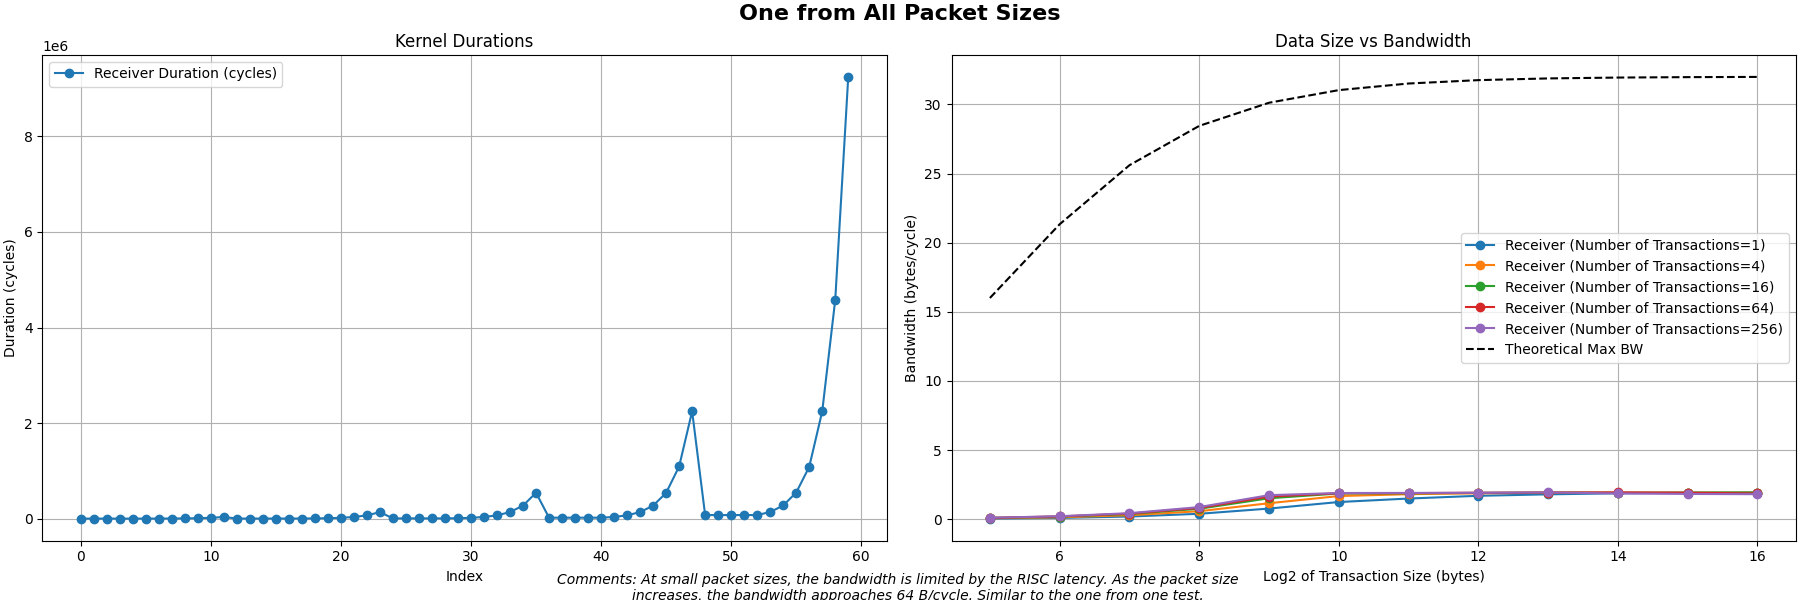 One from All Packet Sizes
Kernel Durations
1e6
Receiver Duration (cycles)
Duration (cycles)
8
6
4
2
0
0 10 20 30 40 50 60
Index
Data Size vs Bandwidth
Bandwidth (bytes/cycle)
30
25
20
15
10
5
0
Receiver (Number of Transactions=1)
Receiver (Number of Transactions=4)
Receiver (Number of Transactions=16)
Receiver (Number of Transactions=64)
Receiver (Number of Transactions=256)
Theoretical Max BW
6 8 10 12 14 16
Log2 of Transaction Size (bytes)
Comments: At small packet sizes, the bandwidth is limited by the RISC latency. As the packet size
increases, the bandwidth approaches 64 B/cycle. Similar to the one from one test.